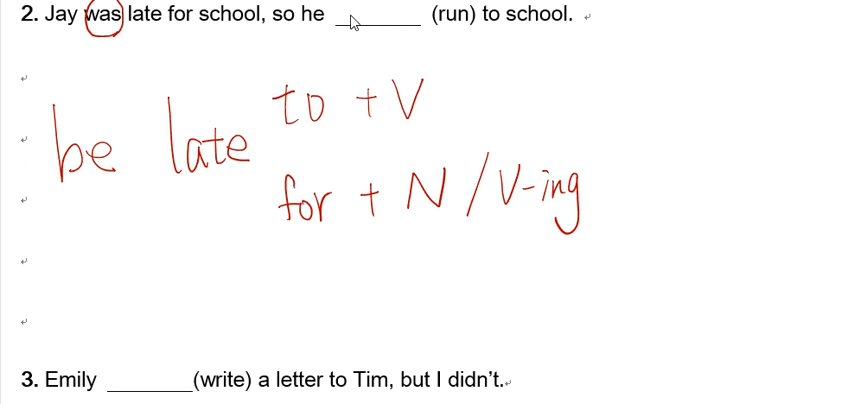 2. Jay was late for school, so he ________ (run) to school.
to + V
be late
for + N / V-ing
3. Emily ________(write) a letter to Tim, but I didn't.